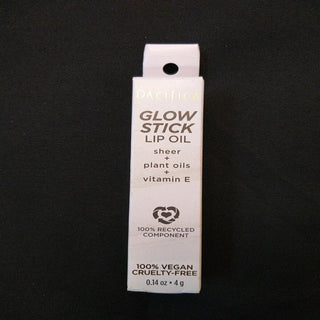 PACIFICA
GLOW
STICK
LIP OIL
sheer
+
plant oils
+
vitamin E
100% RECYCLED
COMPONENT
100% VEGAN
CRUELTY-FREE
0.14 oz • 4 g